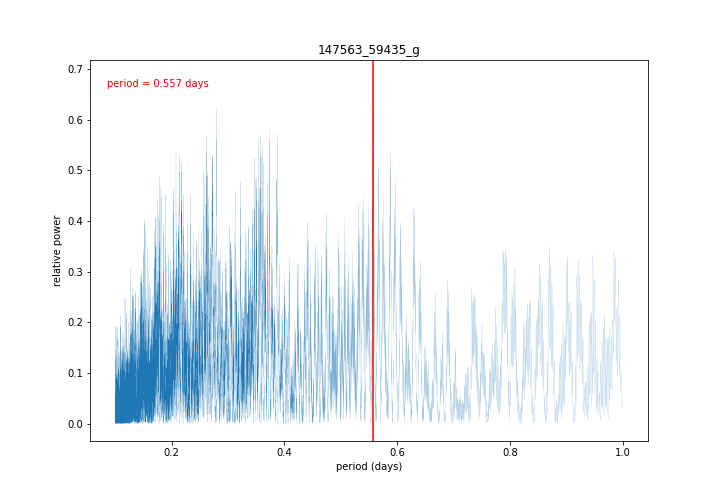 147563_59435_g
period = 0.557 days
relative power
0.7
0.6
0.5
0.4
0.3
0.2
0.1
0.0
0.2 0.4 0.6 0.8 1.0
period (days)